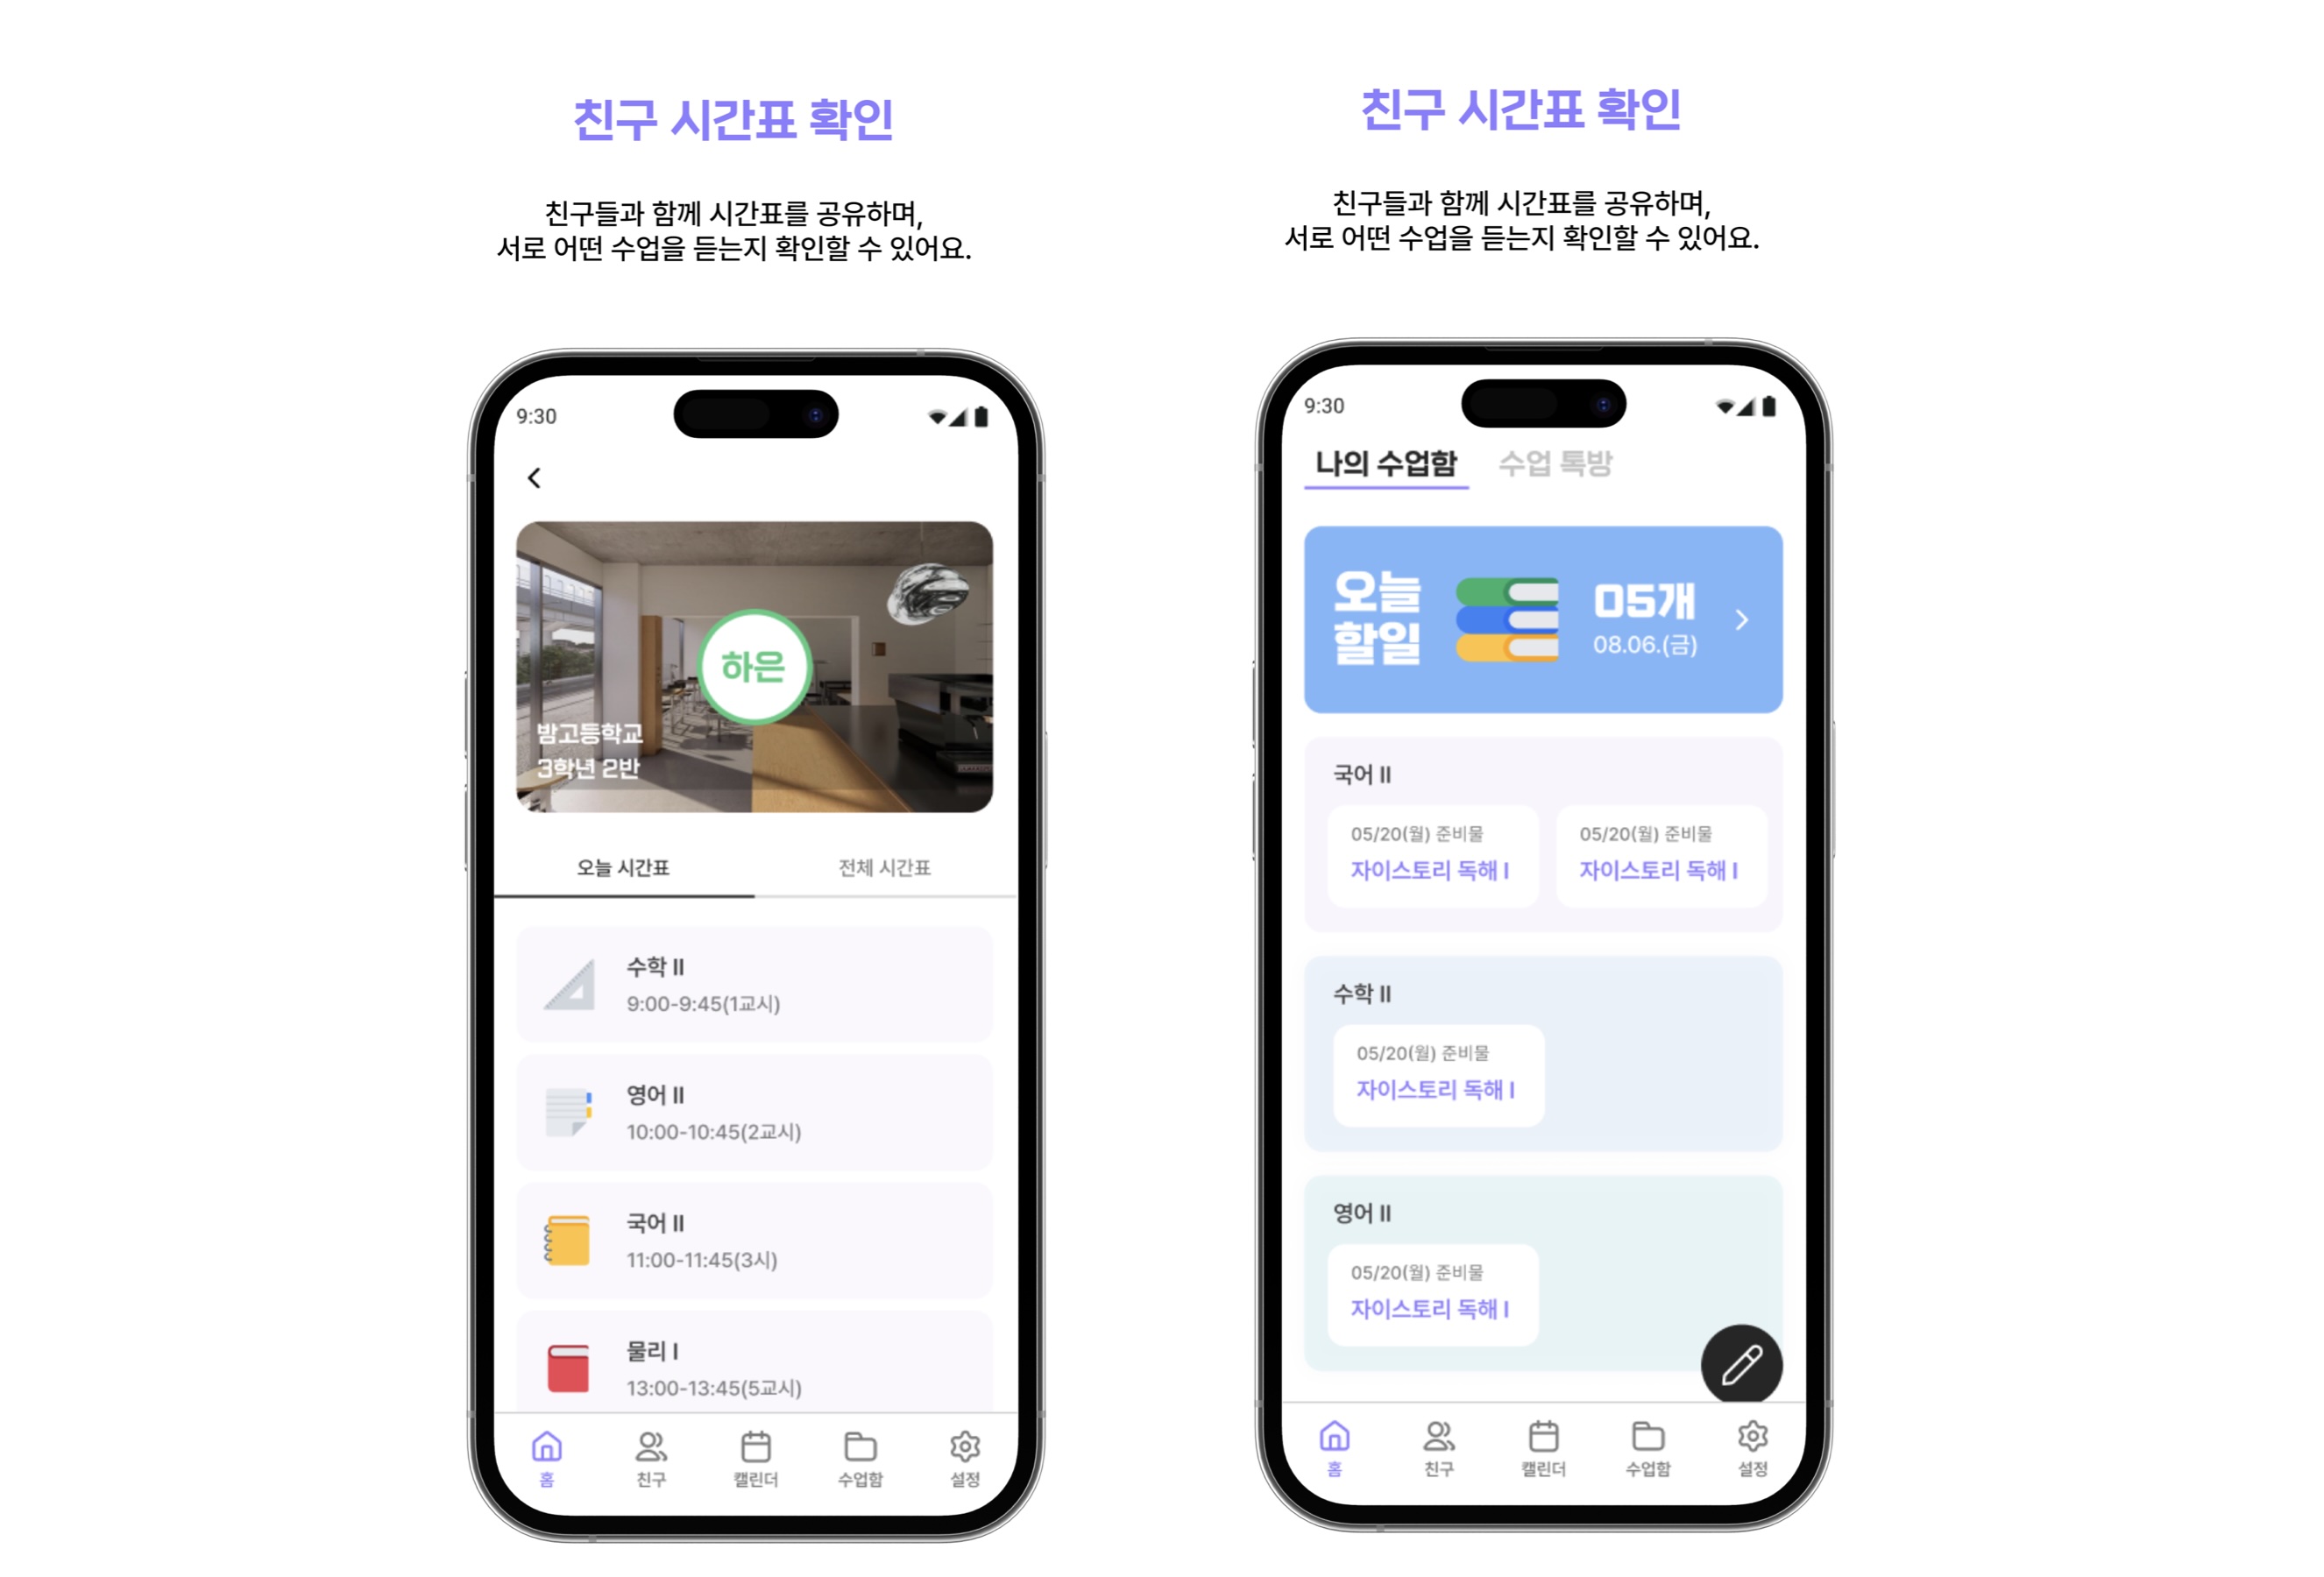 친구 시간표 확인
친구들과 함께 시간표를 공유하며,
서로 어떤 수업을 듣는지 확인할 수 있어요.
9:30
하은
밤고등학교
3학년 2반
오늘 시간표
전체 시간표
수학 II
9:00-9:45(1교시)
영어 II
10:00-10:45(2교시)
국어 II
11:00-11:45(3시)
물리 I
13:00-13:45(5교시)
홈
친구
캘린더
수업함
설정
친구 시간표 확인
친구들과 함께 시간표를 공유하며,
서로 어떤 수업을 듣는지 확인할 수 있어요.
9:30
나의 수업함
수업 톡방
오늘
할일
05개
08.06.(금)
국어 II
05/20(월) 준비물
자이스토리 독해 I
05/20(월) 준비물
자이스토리 독해 I
수학 II
05/20(월) 준비물
자이스토리 독해 I
영어 II
05/20(월) 준비물
자이스토리 독해 I
홈
친구
캘린더
수업함
설정